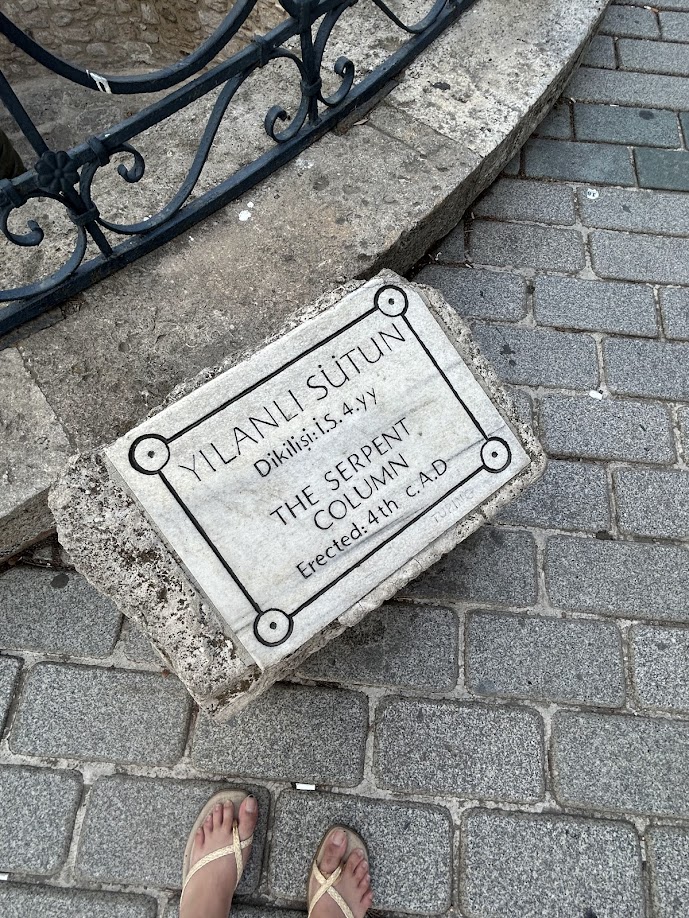 YILANLI SÜTUN
Dikilişi:İ.S.4.yy
THE SERPENT
COLUMN
Erected:4th c.A.D